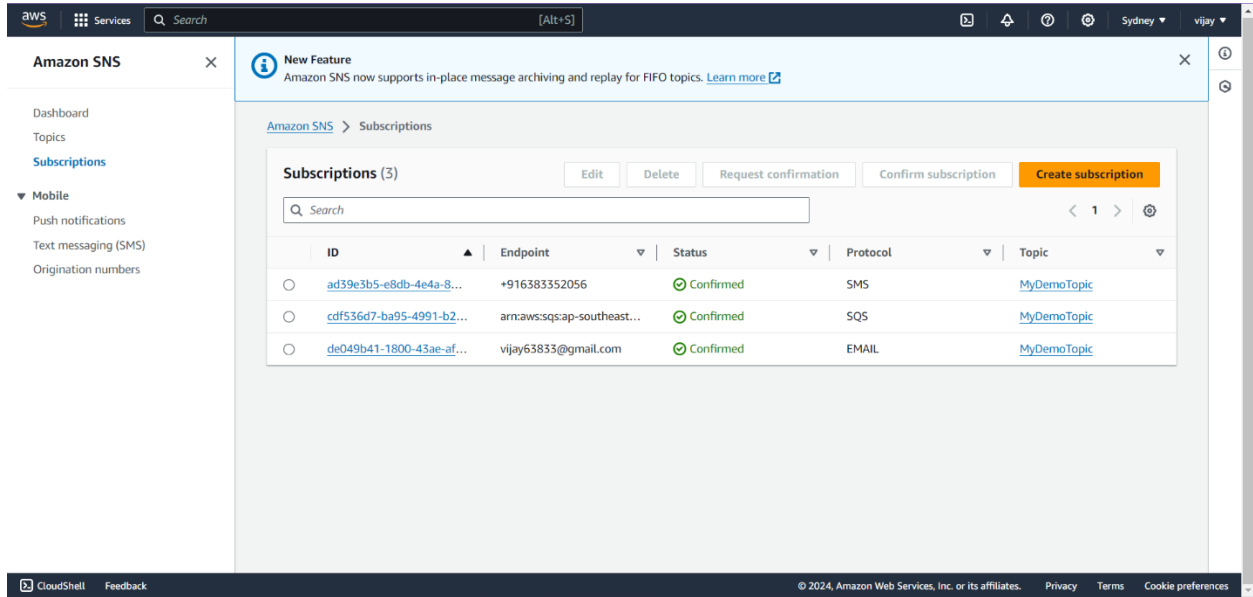 aws Services Search [Alt+S] Sydney vijay
Amazon SNS
Dashboard
Topics
Subscriptions
Mobile
Push notifications
Text messaging (SMS)
Origination numbers
New Feature
Amazon SNS now supports in-place message archiving and replay for FIFO topics. Learn more
Amazon SNS > Subscriptions
Subscriptions (3) Edit Delete Request confirmation Confirm subscription Create subscription
Search 1
ID Endpoint Status Protocol Topic
ad39e3b5-e8db-4e4a-8... +916383352056 Confirmed SMS MyDemoTopic
cdf536d7-ba95-4991-b2... arn:aws:sqs:ap-southeast... Confirmed SQS MyDemoTopic
de049b41-1800-43ae-af... vijay63833@gmail.com Confirmed EMAIL MyDemoTopic
CloudShell Feedback © 2024, Amazon Web Services, Inc. or its affiliates. Privacy Terms Cookie preferences